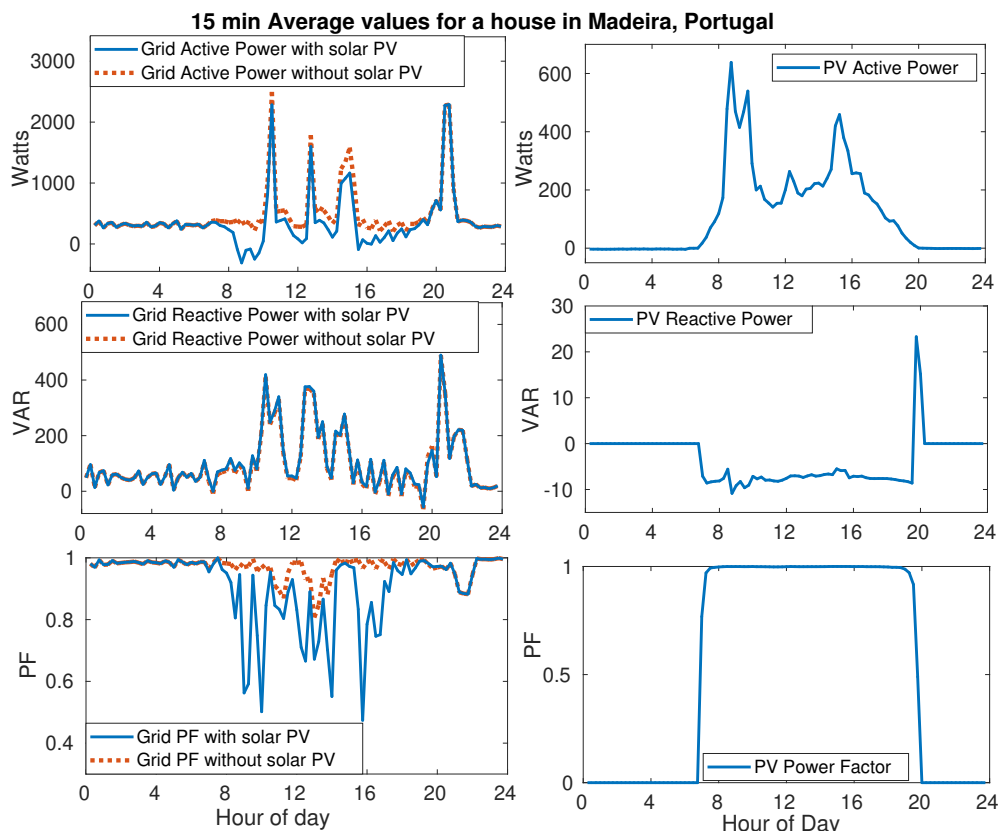 15 min Average values for a house in Madeira, Portugal
Grid Active Power with solar PV
Grid Active Power without solar PV
3000
2000
1000
0
Watts
0 4 8 12 16 20 24
PV Active Power
600
400
200
0
Watts
0 4 8 12 16 20 24
Grid Reactive Power with solar PV
Grid Reactive Power without solar PV
600
400
200
0
VAR
0 4 8 12 16 20 24
PV Reactive Power
30
20
10
0
-10
VAR
0 4 8 12 16 20 24
1
0.8
0.6
0.4
PF
Grid PF with solar PV
Grid PF without solar PV
0 4 8 12 16 20 24
Hour of day
1
0.5
0
PF
PV Power Factor
0 4 8 12 16 20 24
Hour of Day